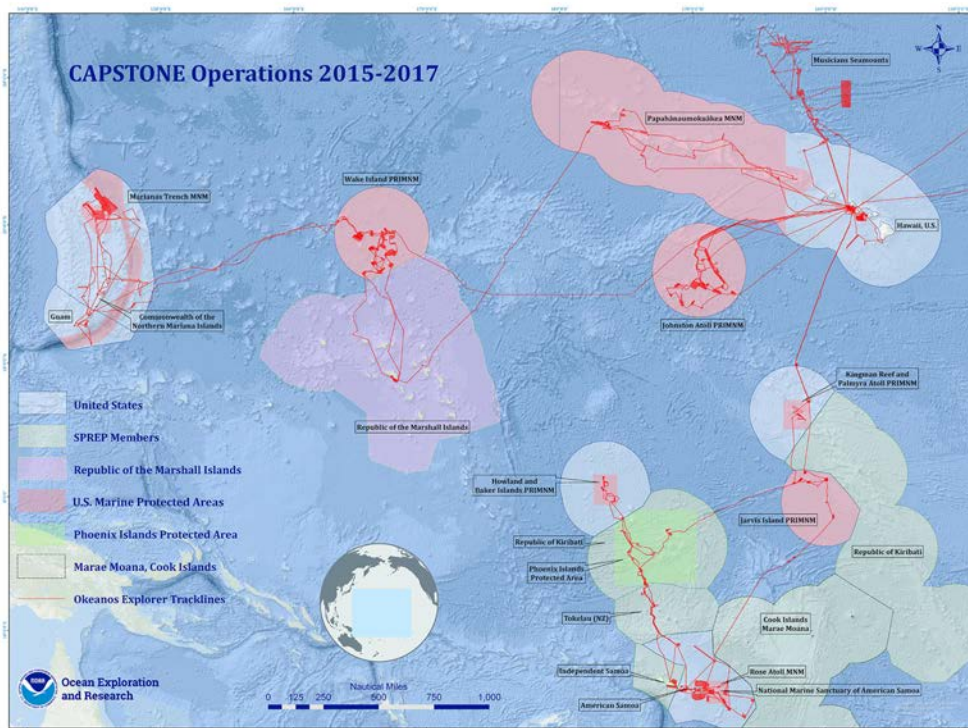 CAPSTONE Operations 2015-2017
Musicians Seamounts
N
W
E
S
Papahānaumokuākea MNM
Wake Island PRIMNM
Marianas Trench MNM
Hawaii, U.S.
Guam
Commonwealth of the
Northern Mariana Islands
Johnston Atoll PRIMNM
Kingman Reef and
Palmyra Atoll PRIMNM
Republic of the Marshall Islands
Howland and
Baker Islands PRIMNM
Jarvis Island PRIMNM
Republic of Kiribati
Republic of Kiribati
Phoenix Islands
Protected Area
Tokelau (NZ)
Cook Islands
Marae Moana
Independent Samoa
Rose Atoll MNM
National Marine Sanctuary of American Samoa
American Samoa
United States
SPREP Members
Republic of the Marshall Islands
U.S. Marine Protected Areas
Phoenix Islands Protected Area
Marae Moana, Cook Islands
Okeanos Explorer Tracklines
NOAA
Ocean Exploration
and Research
Nautical Miles
0 125 250 500 750 1,000